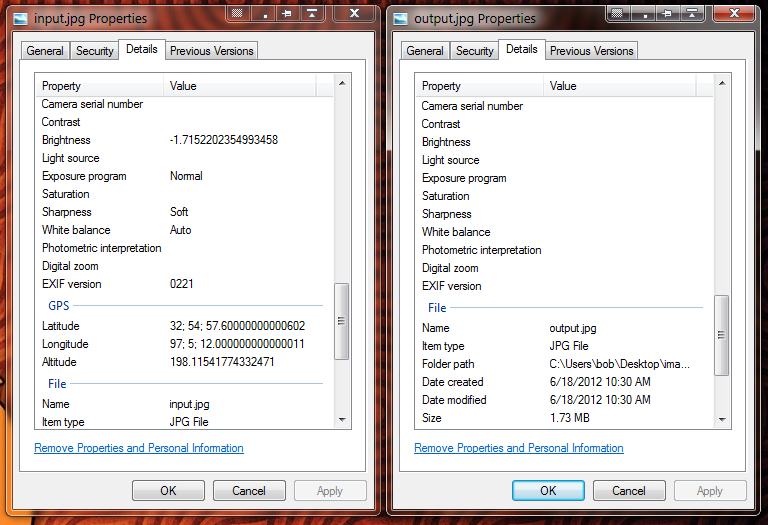 input.jpg Properties
General Security Details Previous Versions
Property Value
Camera serial number
Contrast
Brightness -1.7152202354993458
Light source
Exposure program Normal
Saturation
Sharpness Soft
White balance Auto
Photometric interpretation
Digital zoom
EXIF version 0221
GPS
Latitude 32; 54; 57.60000000000602
Longitude 97; 5; 12.000000000000011
Altitude 198.11541774332471
File
Name input.jpg
Item type JPG File
Remove Properties and Personal Information
OK Cancel Apply
output.jpg Properties
General Security Details Previous Versions
Property Value
Camera serial number
Contrast
Brightness
Light source
Exposure program
Saturation
Sharpness
White balance
Photometric interpretation
Digital zoom
EXIF version
File
Name output.jpg
Item type JPG File
Folder path C:\Users\bob\Desktop\ima...
Date created 6/18/2012 10:30 AM
Date modified 6/18/2012 10:30 AM
Size 1.73 MB
Remove Properties and Personal Information
OK Cancel Apply